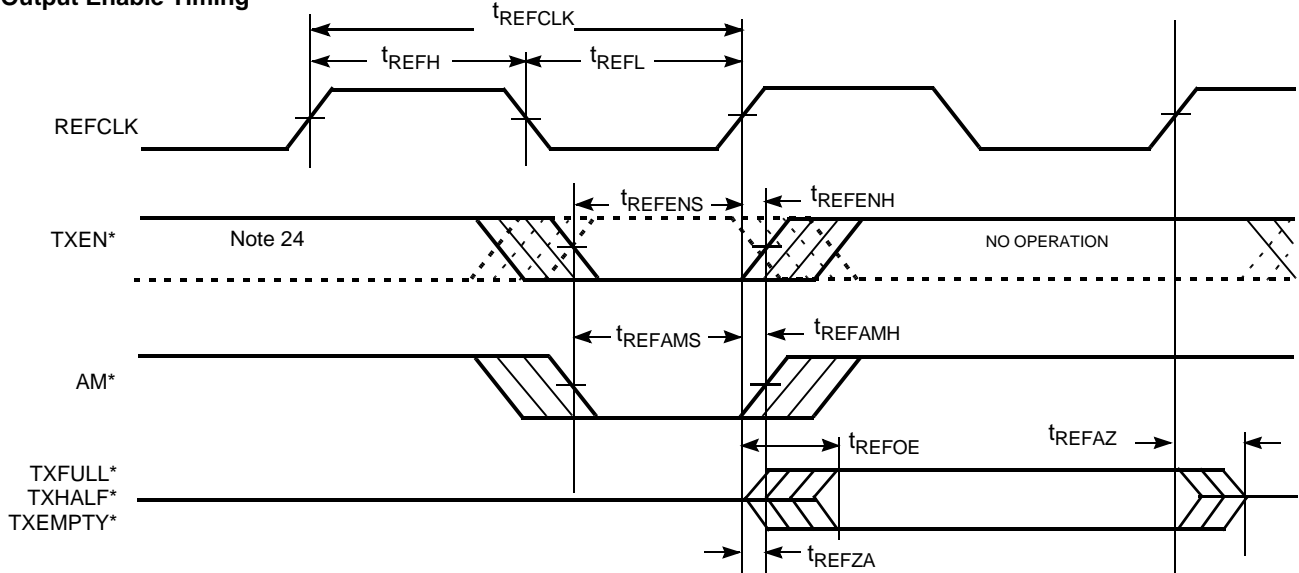 Output Enable Timing
tREFCLK
tREFH tREFL
REFCLK
tREFENS tREFENH
TXEN* Note 24 NO OPERATION
tREFAMS tREFAMH
AM*
tREFOE tREFAZ
TXFULL*
TXHALF*
TXEMPTY*
tREFZA